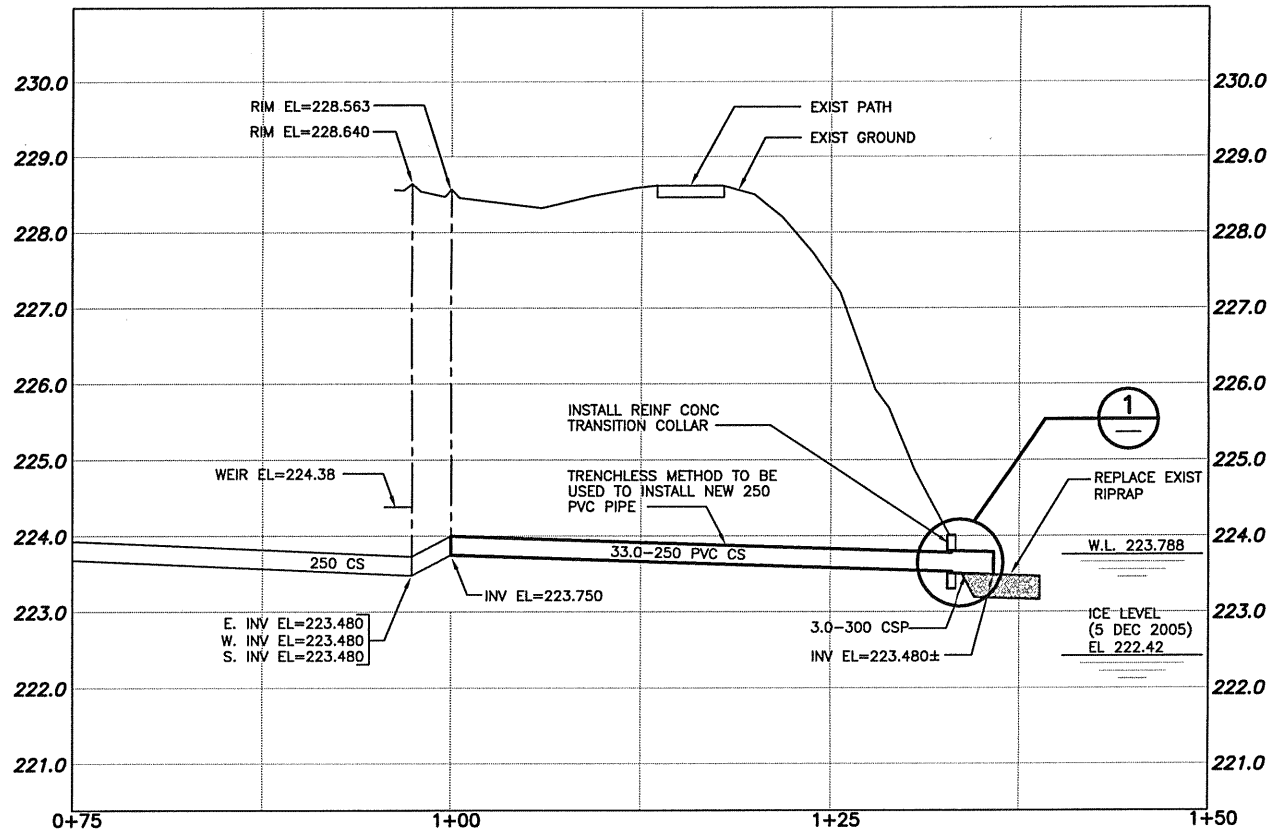 230.0
229.0
228.0
227.0
226.0
225.0
224.0
223.0
222.0
221.0
230.0
229.0
228.0
227.0
226.0
225.0
224.0
223.0
222.0
221.0
RIM EL=228.563
RIM EL=228.640
EXIST PATH
EXIST GROUND
INSTALL REINF CONC
TRANSITION COLLAR
1
WEIR EL=224.38
TRENCHLESS METHOD TO BE
USED TO INSTALL NEW 250
PVC PIPE
REPLACE EXIST
RIPRAP
W.L. 223.788
250 CS
33.0-250 PVC CS
INV EL=223.750
E. INV EL=223.480
W. INV EL=223.480
S. INV EL=223.480
3.0-300 CSP
INV EL=223.480±
ICE LEVEL
(5 DEC 2005)
EL 222.42
0+75
1+00
1+25
1+50